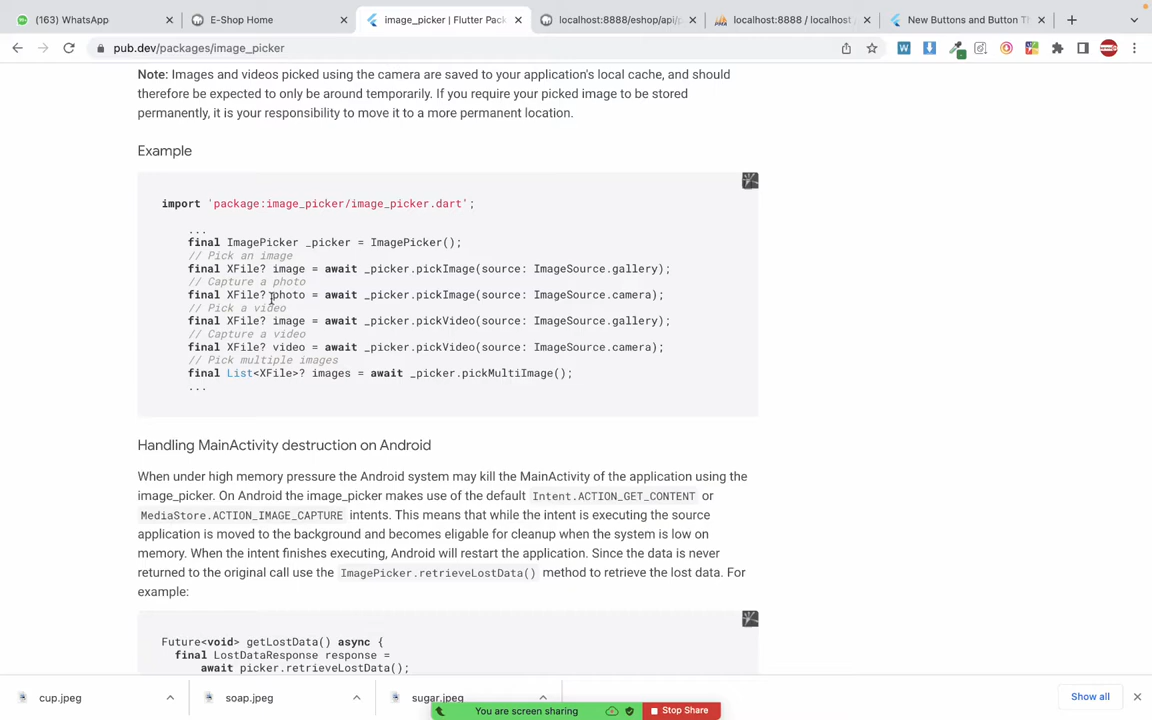 (163) WhatsApp
E-Shop Home
image_picker | Flutter Pack
localhost:8888/eshop/api/p
localhost:8888 / localhost /
New Buttons and Button Th
pub.dev/packages/image_picker
Note: Images and videos picked using the camera are saved to your application's local cache, and should
therefore be expected to only be around temporarily. If you require your picked image to be stored
permanently, it is your responsibility to move it to a more permanent location.
Example
import 'package:image_picker/image_picker.dart';
...
final ImagePicker _picker = ImagePicker();
// Pick an image
final XFile? image = await _picker.pickImage(source: ImageSource.gallery);
// Capture a photo
final XFile? photo = await _picker.pickImage(source: ImageSource.camera);
// Pick a video
final XFile? image = await _picker.pickVideo(source: ImageSource.gallery);
// Capture a video
final XFile? video = await _picker.pickVideo(source: ImageSource.camera);
// Pick multiple images
final List<XFile>? images = await _picker.pickMultiImage();
...
Handling MainActivity destruction on Android
When under high memory pressure the Android system may kill the MainActivity of the application using the
image_picker. On Android the image_picker makes use of the default Intent.ACTION_GET_CONTENT or
MediaStore.ACTION_IMAGE_CAPTURE intents. This means that while the intent is executing the source
application is moved to the background and becomes eligable for cleanup when the system is low on
memory. When the intent finishes executing, Android will restart the application. Since the data is never
returned to the original call use the ImagePicker.retrieveLostData() method to retrieve the lost data. For
example:
Future<void> getLostData() async {
final LostDataResponse response =
await picker.retrieveLostData();
cup.jpeg
soap.jpeg
sugar.jpeg
Show all
You are screen sharing
Stop Share